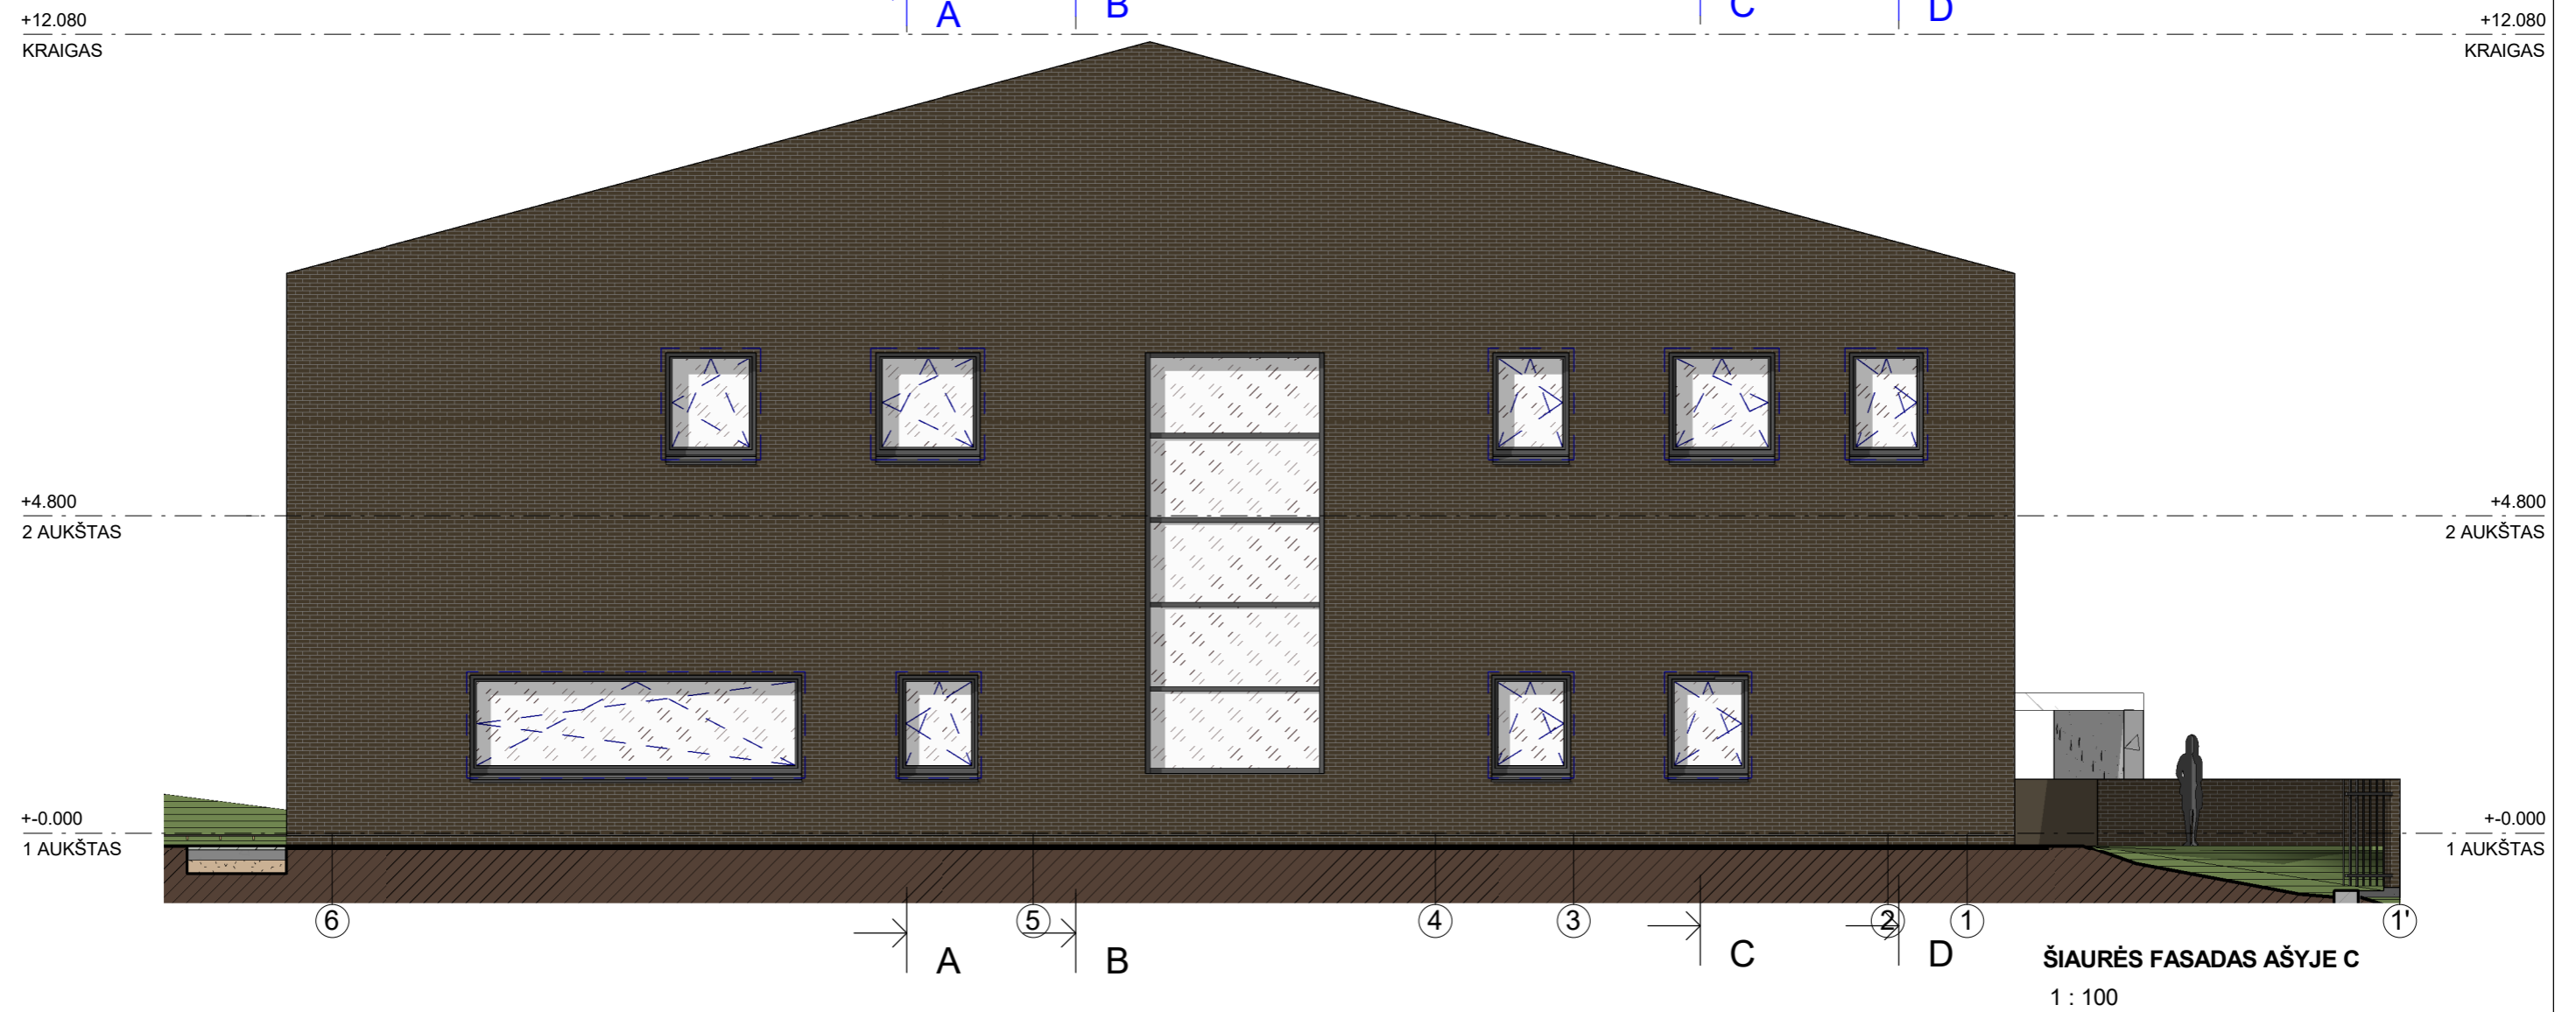 A B C D
+12.080 +12.080
KRAIGAS KRAIGAS
+4.800 +4.800
2 AUKŠTAS 2 AUKŠTAS
+-0.000 +-0.000
1 AUKŠTAS 1 AUKŠTAS
6 5 4 3 2 1 1'
A B C D
ŠIAURĖS FASADAS AŠYJE C
1 : 100